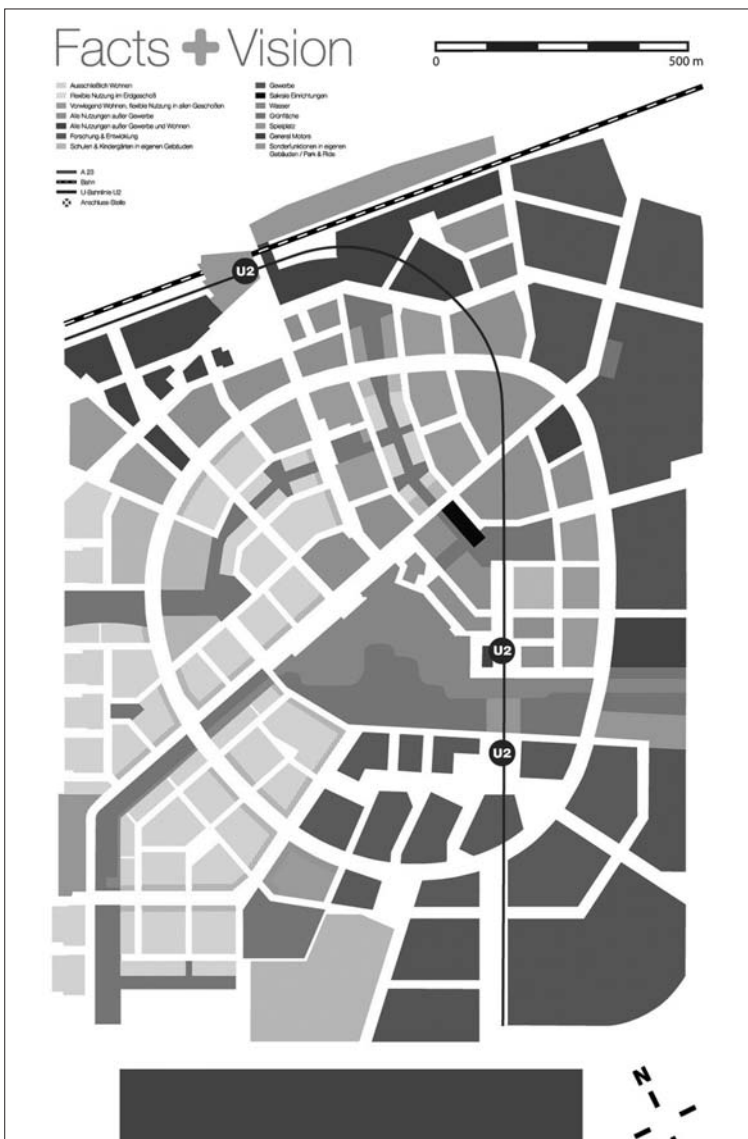 Facts + Vision
0 500 m
Ausschließlich Wohnen
flexible Nutzung im Erdgeschoß
Vorwiegend Wohnen, flexible Nutzung in allen Geschoßen
Alle Nutzungen außer Gewerbe
Alle Nutzungen außer Gewerbe und Wohnen
Forschung & Entwicklung
Schulen & Kindergärten in eigenen Gebäuden
Gewerbe
Sakrale Einrichtungen
Wasser
Grünfläche
Spielplatz
General Motors
Sonderfunktionen in eigenen
Gebäuden / Park & Ride
A 23
Bahn
U-Bahnlinie U2
Anschluss Stelle
U2
U2
U2
N